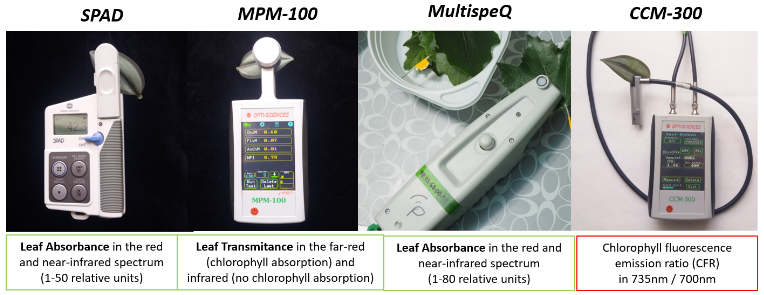 SPAD
MPM-100
MultispeQ
CCM-300
SPAD
OPTI-SCIENCES
MPM-100
OPTI-SCIENCES
CCM-300
Leaf Absorbance in the red
and near-infrared spectrum
(1-50 relative units)
Leaf Transmitance in the far-red
(chlorophyll absorption) and
infrared (no chlorophyll absorption)
Leaf Absorbance in the red and
near-infrared spectrum
(1-80 relative units)
Chlorophyll fluorescence
emission ratio (CFR)
in 735nm / 700nm